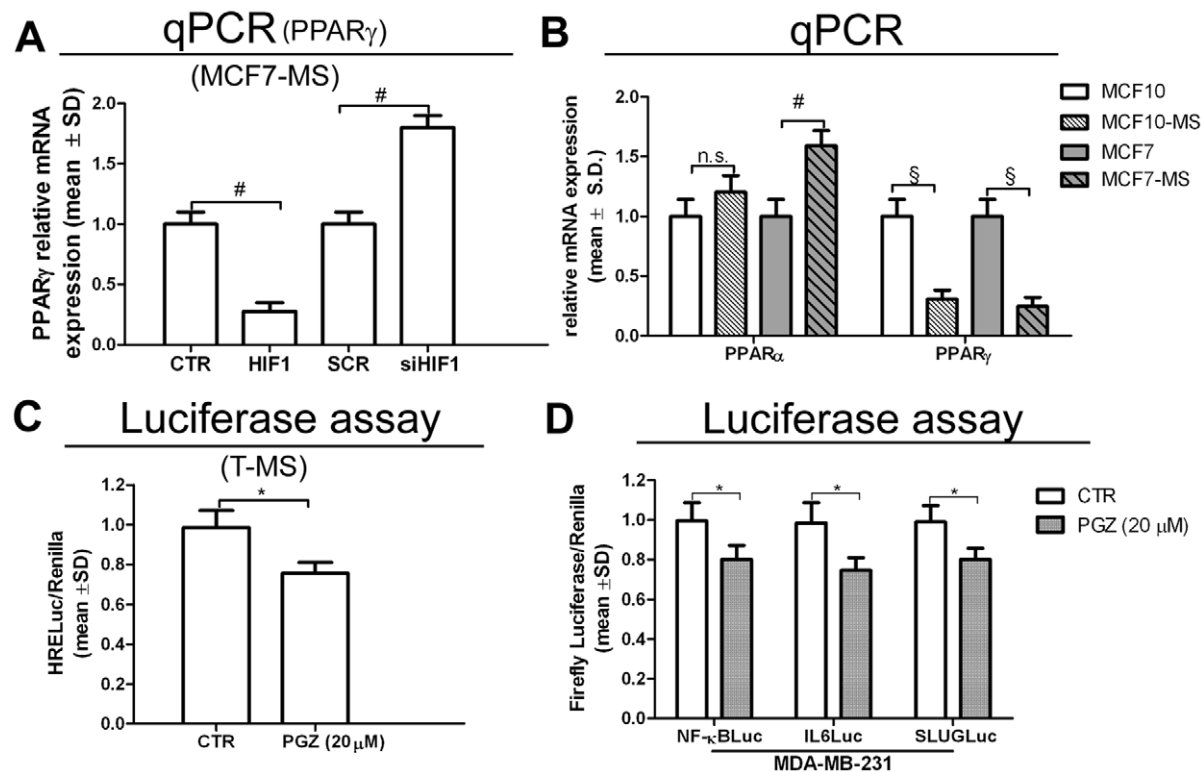 A
qPCR (PPARγ)
(MCF7-MS)
PPARγ relative mRNA
expression (mean ± SD)
2.0
1.5
1.0
0.5
0.0
#
#
CTR HIF1 SCR siHIF1
B
qPCR
relative mRNA expression
(mean ± S.D.)
2.0
1.5
1.0
0.5
0.0
n.s.
#
§
§
PPARα PPARγ
MCF10
MCF10-MS
MCF7
MCF7-MS
C
Luciferase assay
(T-MS)
HRELuc/Renilla
(mean ±SD)
1.2
1.0
0.8
0.6
0.4
0.2
0.0
*
CTR PGZ (20μM)
D
Luciferase assay
Firefly Luciferase/Renilla
(mean ±SD)
1.2
1.0
0.8
0.6
0.4
0.2
0.0
* * *
NF-κBLuc IL6Luc SLUGLuc
MDA-MB-231
CTR
PGZ (20 μM)